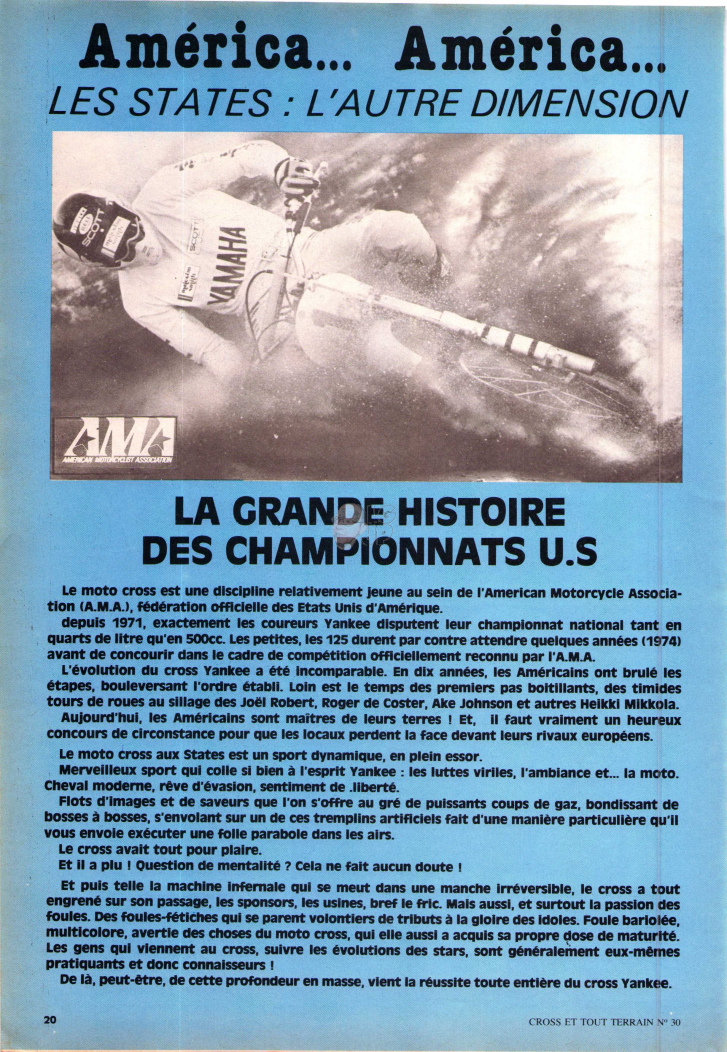 América... América...
LES STATES : L'AUTRE DIMENSION
SCOTT
SCOTT
YAMAHA
AMA
AMERICAN MOTORCYCLIST ASSOCIATION
LA GRANDE HISTOIRE
DES CHAMPIONNATS U.S
Le moto cross est une discipline relativement jeune au sein de l'American Motorcycle Associa-
tion (A.M.A.), fédération officielle des Etats Unis d'Amérique.
depuis 1971, exactement les coureurs Yankee disputent leur championnat national tant en
quarts de litre qu'en 500cc. Les petites, les 125 durent par contre attendre quelques années (1974)
avant de concourir dans le cadre de compétition officiellement reconnu par l'A.M.A.
L'évolution du cross Yankee a été incomparable. En dix années, les Américains ont brulé les
étapes, bouleversant l'ordre établi. Loin est le temps des premiers pas boitillants, des timides
tours de roues au sillage des Joël Robert, Roger de Coster, Ake Johnson et autres Heikki Mikkola.
Aujourd'hui, les Américains sont maîtres de leurs terres ! Et, il faut vraiment un heureux
concours de circonstance pour que les locaux perdent la face devant leurs rivaux européens.
Le moto cross aux States est un sport dynamique, en plein essor.
Merveilleux sport qui colle si bien à l'esprit Yankee : les luttes viriles, l'ambiance et... la moto.
Cheval moderne, rêve d'évasion, sentiment de .liberté.
Flots d'images et de saveurs que l'on s'offre au gré de puissants coups de gaz, bondissant de
bosses à bosses, s'envolant sur un de ces tremplins artificiels fait d'une manière particulière qu'il
vous envoie exécuter une folle parabole dans les airs.
Le cross avait tout pour plaire.
Et il a plu ! Question de mentalité ? Cela ne fait aucun doute !
Et puis telle la machine infernale qui se meut dans une manche irréversible, le cross a tout
engrené sur son passage, les sponsors, les usines, bref le fric. Mais aussi, et surtout la passion des
foules. Des foules-fétiches qui se parent volontiers de tributs à la gloire des idoles. Foule bariolée,
multicolore, avertie des choses du moto cross, qui elle aussi a acquis sa propre dose de maturité.
Les gens qui viennent au cross, suivre les évolutions des stars, sont généralement eux-mêmes
pratiquants et donc connaisseurs !
De là, peut-être, de cette profondeur en masse, vient la réussite toute entière du cross Yankee.
20
CROSS ET TOUT TERRAIN N° 30